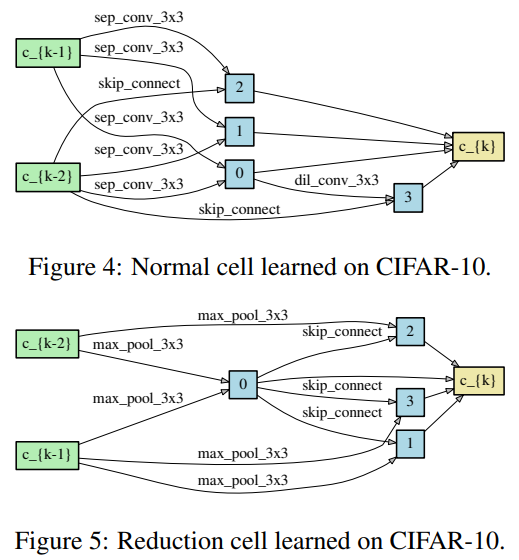 c_{k-1}
sep_conv_3x3
sep_conv_3x3
skip_connect
2
sep_conv_3x3
1
c_{k}
sep_conv_3x3
c_{k-2}
0
sep_conv_3x3
dil_conv_3x3
3
skip_connect
Figure 4: Normal cell learned on CIFAR-10.
max_pool_3x3
skip_connect
2
c_{k-2}
max_pool_3x3
0
c_{k}
skip_connect
max_pool_3x3
3
skip_connect
1
c_{k-1}
max_pool_3x3
max_pool_3x3
Figure 5: Reduction cell learned on CIFAR-10.